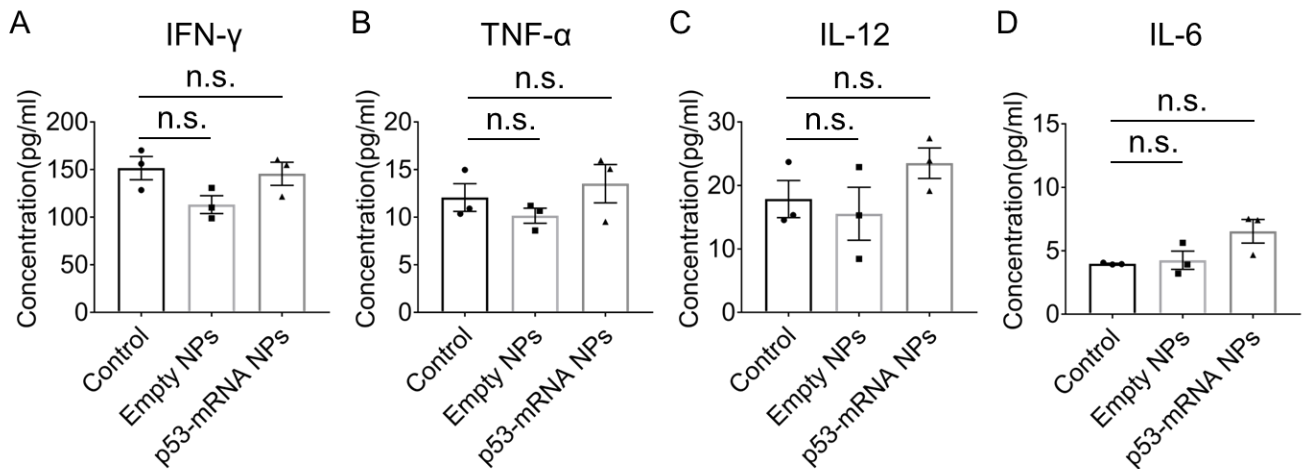 A
IFN-γ
n.s.
n.s.
Concentration(pg/ml)
200
150
100
50
0
Control
Empty NPs
p53-mRNA NPs
B
TNF-α
n.s.
n.s.
Concentration(pg/ml)
20
15
10
5
0
Control
Empty NPs
p53-mRNA NPs
C
IL-12
n.s.
n.s.
Concentration(pg/ml)
30
20
10
0
Control
Empty NPs
p53-mRNA NPs
D
IL-6
n.s.
n.s.
Concentration(pg/ml)
15
10
5
0
Control
Empty NPs
p53-mRNA NPs